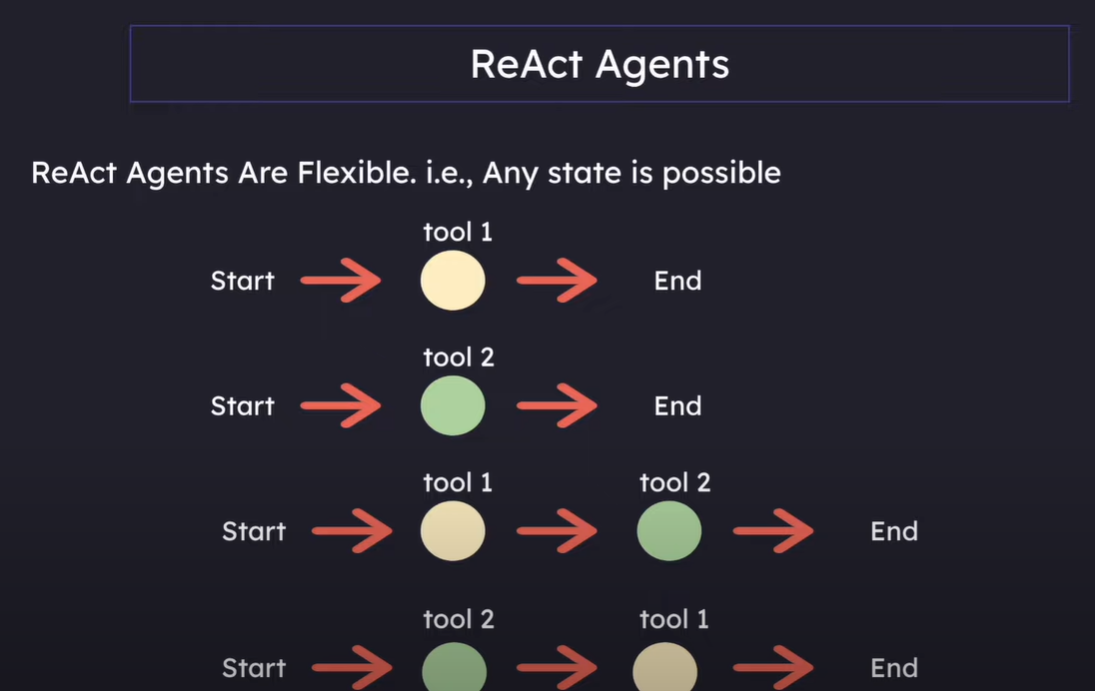 ReAct Agents
ReAct Agents Are Flexible. i.e., Any state is possible
tool 1
Start End
tool 2
Start End
tool 1 tool 2
Start End
tool 2 tool 1
Start End